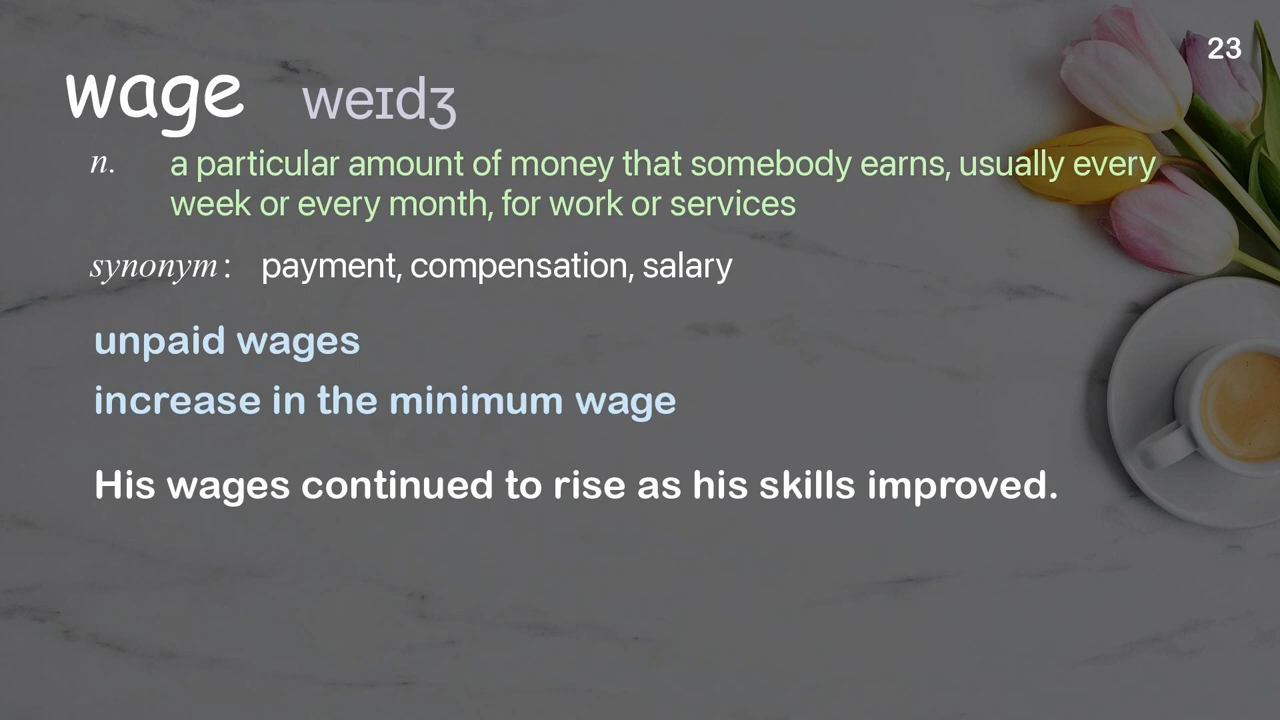 23
wage weɪdʒ
n. a particular amount of money that somebody earns, usually every
week or every month, for work or services
synonym : payment, compensation, salary
unpaid wages
increase in the minimum wage
His wages continued to rise as his skills improved.